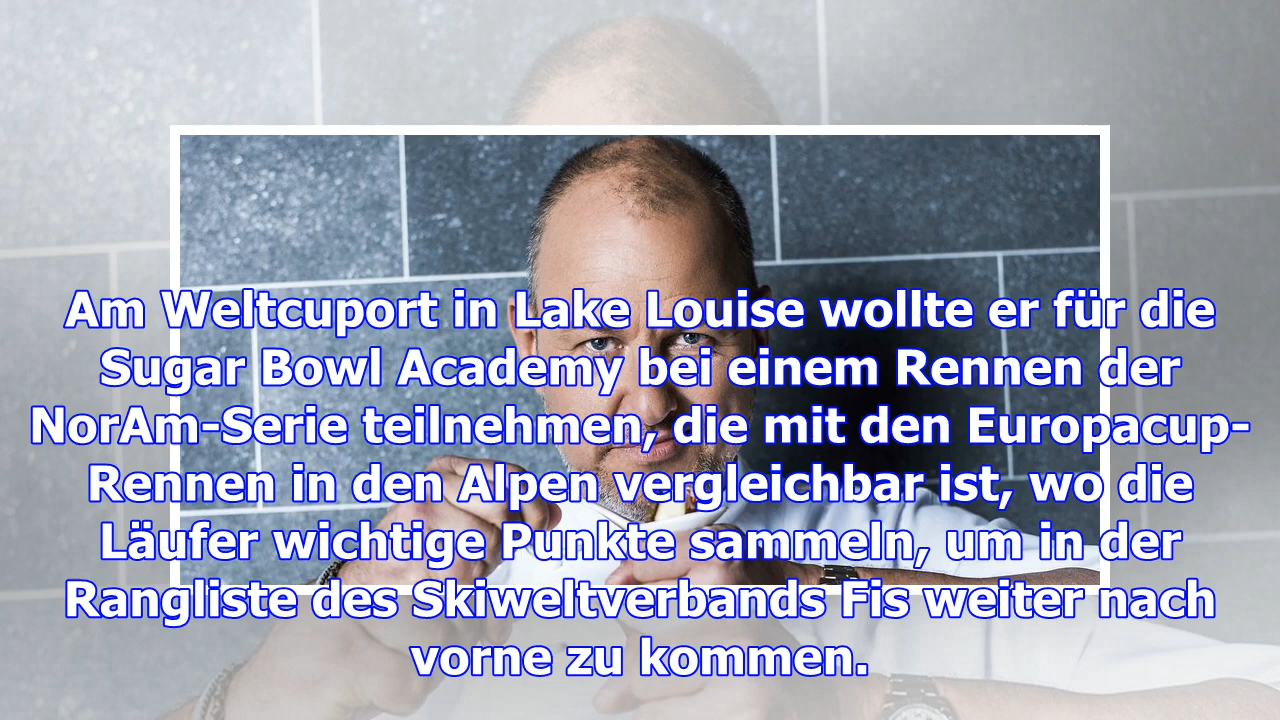 Am Weltcuport in Lake Louise wollte er für die
Sugar Bowl Academy bei einem Rennen der
NorAm-Serie teilnehmen, die mit den Europacup-
Rennen in den Alpen vergleichbar ist, wo die
Läufer wichtige Punkte sammeln, um in der
Rangliste des Skiweltverbands Fis weiter nach
vorne zu kommen.